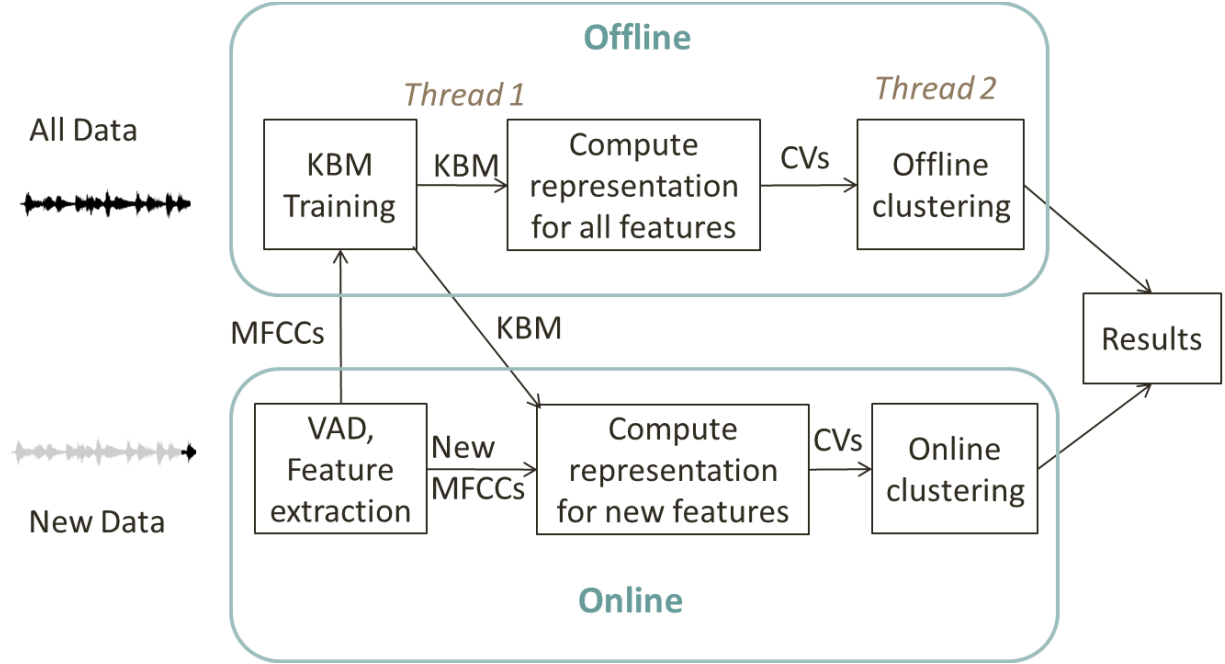 Offline
Thread 1
Thread 2
All Data
KBM
Training
KBM
Compute
representation
for all features
CVs
Offline
clustering
MFCCs
KBM
Results
VAD,
Feature
extraction
New
MFCCs
Compute
representation
for new features
CVs
Online
clustering
New Data
Online